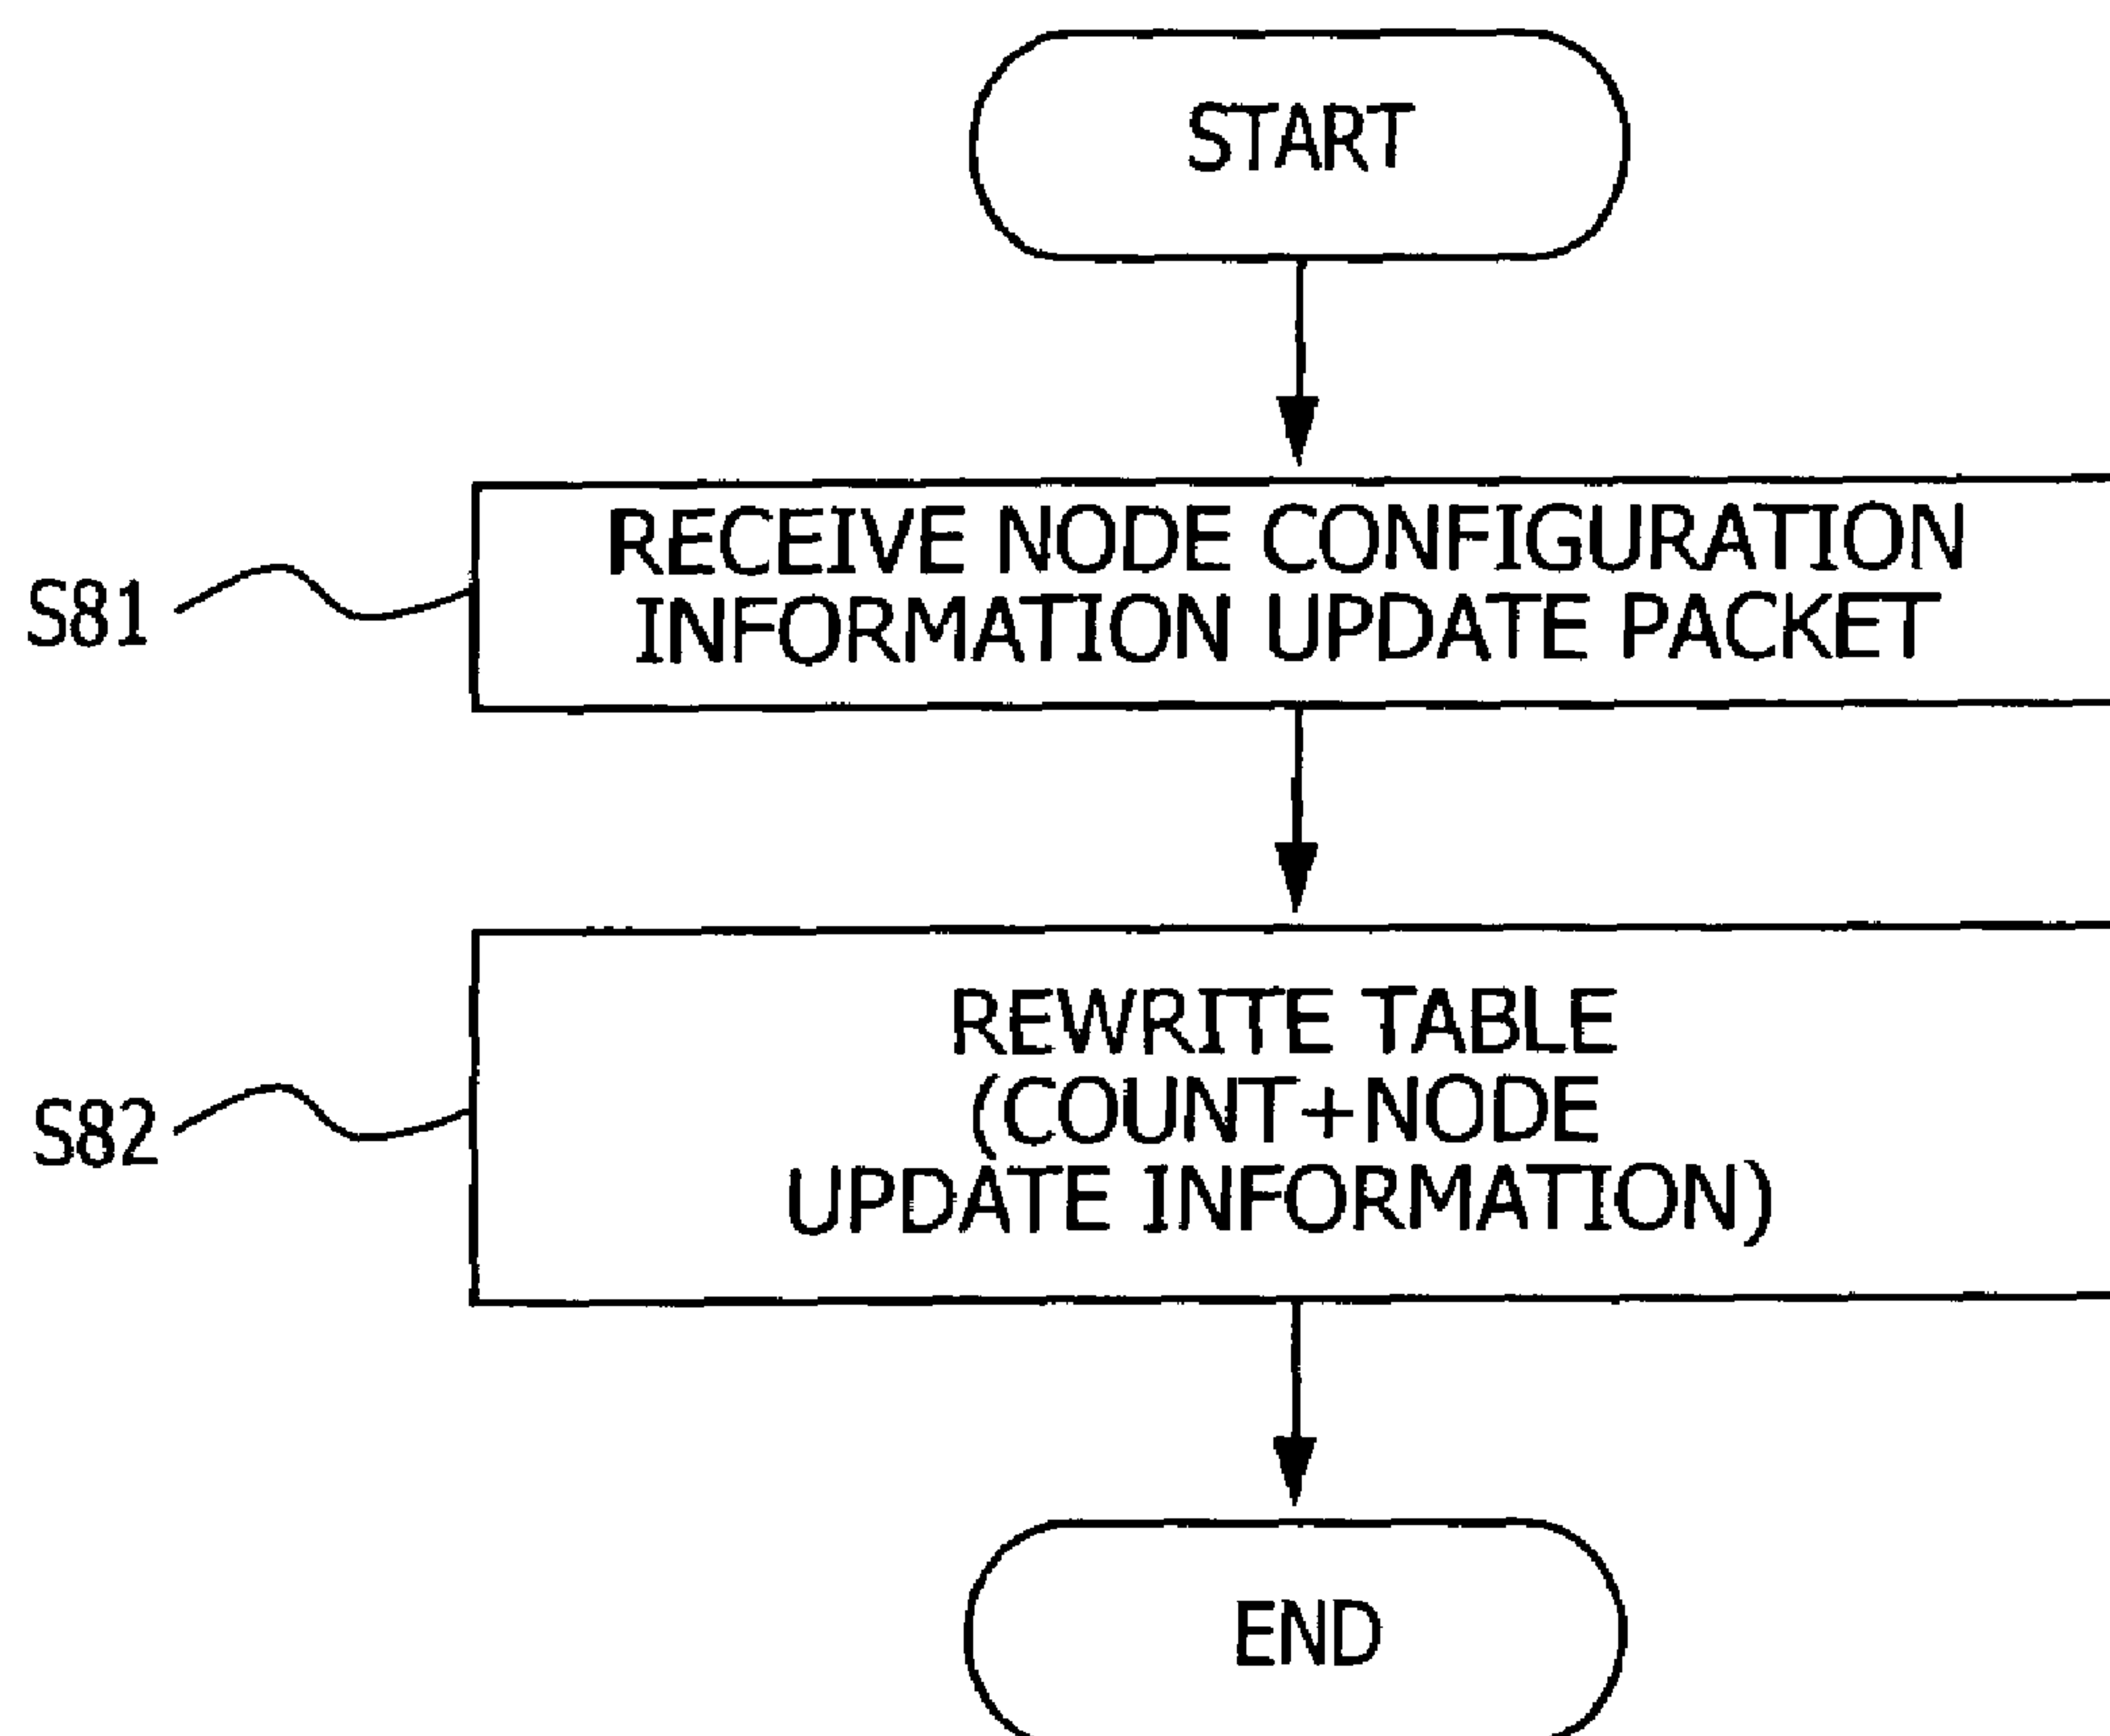 START
RECEIVE NODE CONFIGURATION
INFORMATION UPDATE PACKET
S81
REWRITE TABLE
(COUNT+NODE
UPDATE INFORMATION)
S82
END